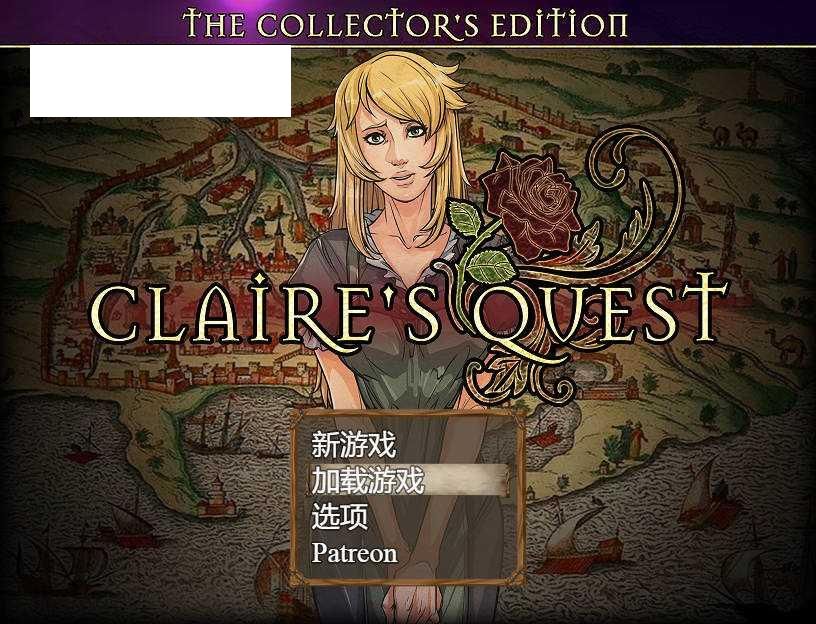 THE COLLECTOR'S EDITION
CLAIRE'S QUEST
新游戏
加载游戏
选项
Patreon